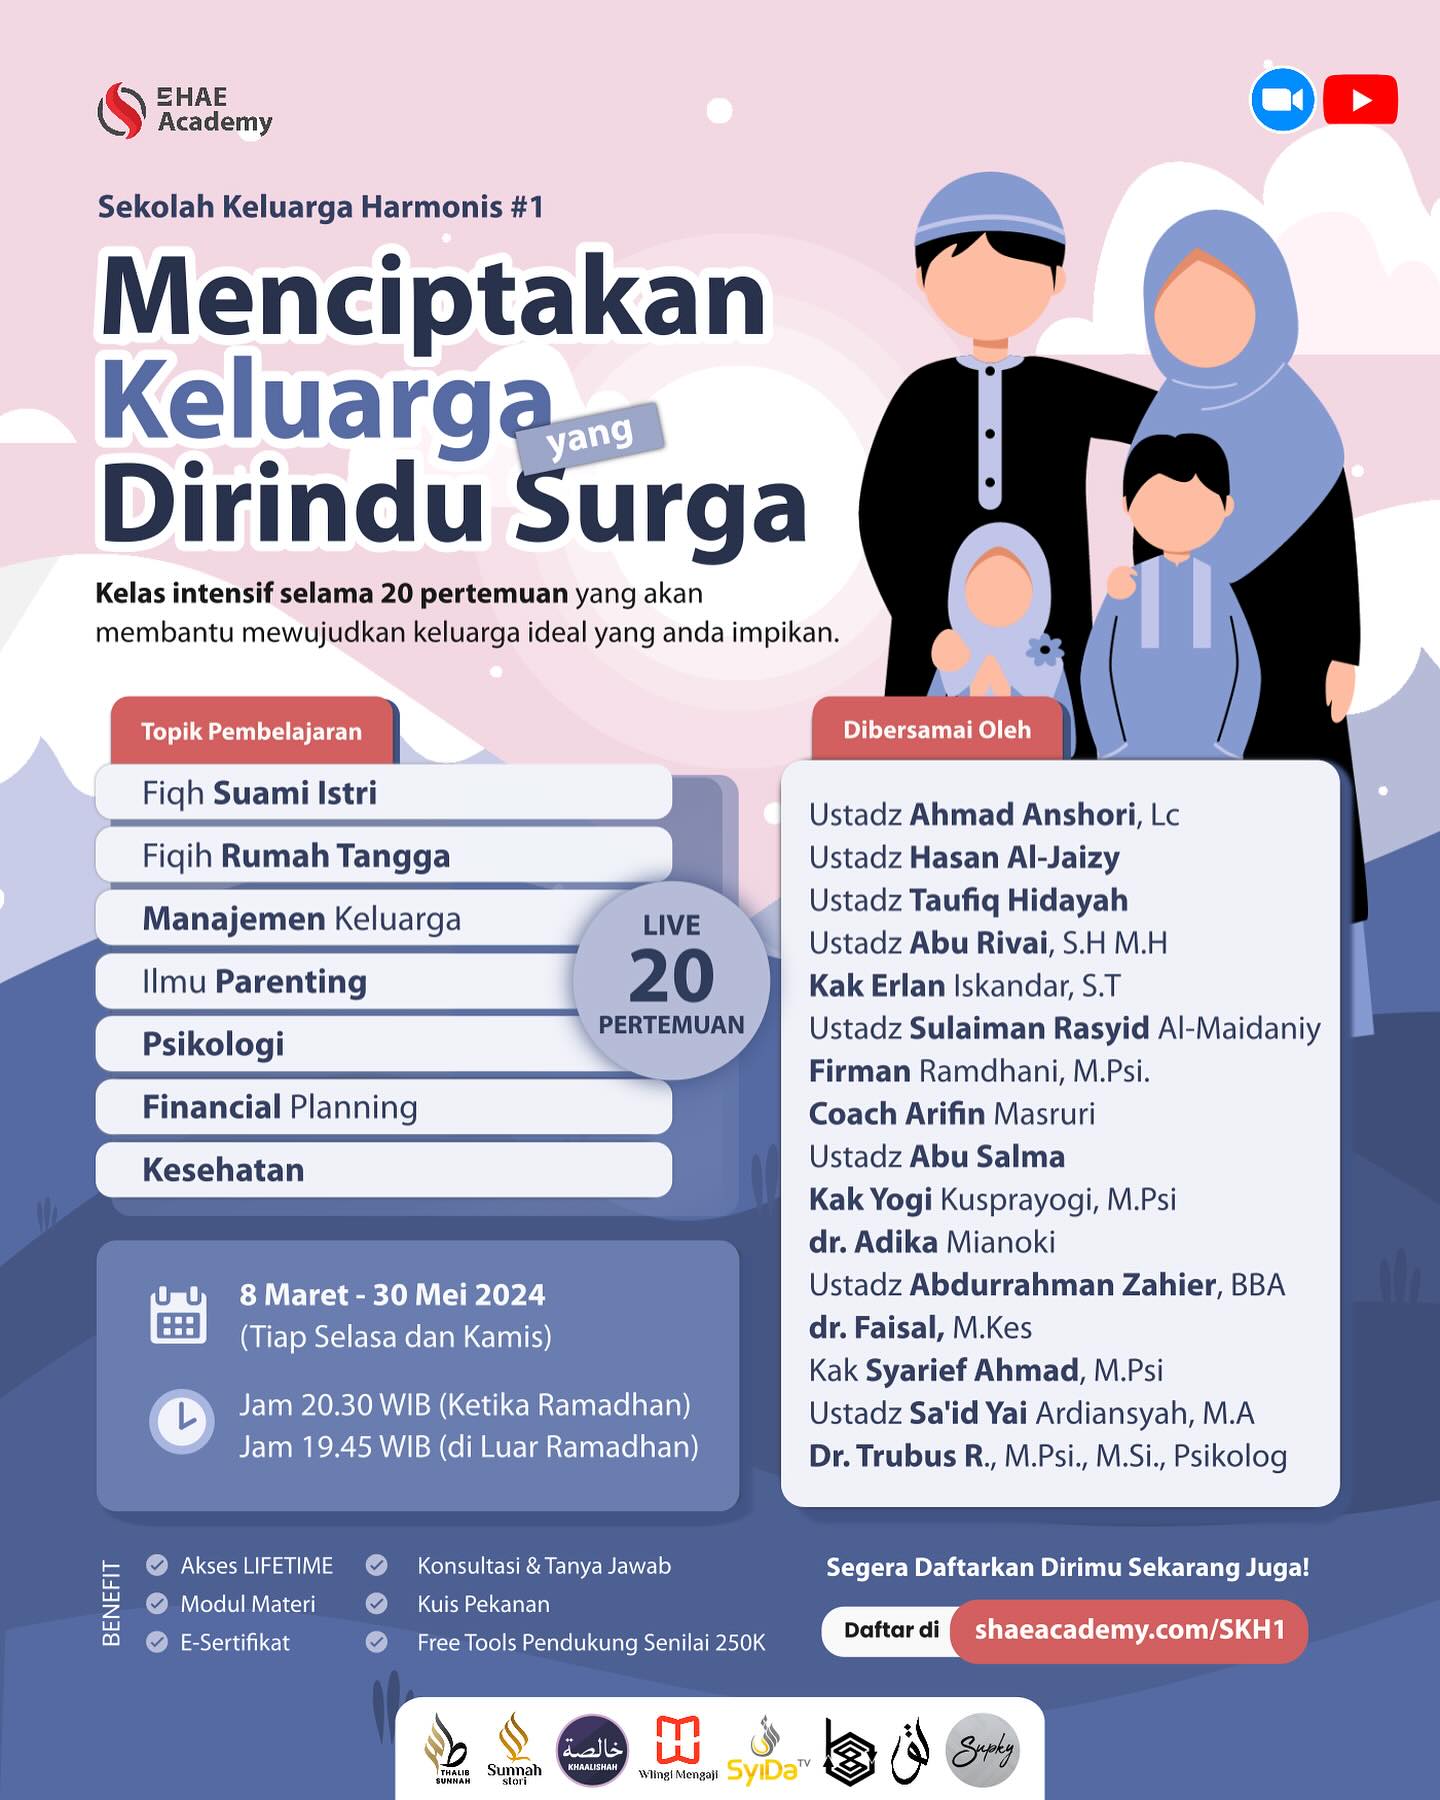 SHAE
Academy
Sekolah Keluarga Harmonis #1
Menciptakan
Keluarga
yang
Dirindu Surga
Kelas intensif selama 20 pertemuan yang akan
membantu mewujudkan keluarga ideal yang anda impikan.
Topik Pembelajaran
Fiqh Suami Istri
Fiqih Rumah Tangga
Manajemen Keluarga
Ilmu Parenting
Psikologi
Financial Planning
Kesehatan
LIVE
20
PERTEMUAN
Dibersamai Oleh
Ustadz Ahmad Anshori, Lc
Ustadz Hasan Al-Jaizy
Ustadz Taufiq Hidayah
Ustadz Abu Rivai, S.H M.H
Kak Erlan Iskandar, S.T
Ustadz Sulaiman Rasyid Al-Maidaniy
Firman Ramdhani, M.Psi.
Coach Arifin Masruri
Ustadz Abu Salma
Kak Yogi Kusprayogi, M.Psi
dr. Adika Mianoki
Ustadz Abdurrahman Zahier, BBA
dr. Faisal, M.Kes
Kak Syarief Ahmad, M.Psi
Ustadz Sa'id Yai Ardiansyah, M.A
Dr. Trubus R., M.Psi., M.Si., Psikolog
8 Maret - 30 Mei 2024
(Tiap Selasa dan Kamis)
Jam 20.30 WIB (Ketika Ramadhan)
Jam 19.45 WIB (di Luar Ramadhan)
BENEFIT
Akses LIFETIME
Modul Materi
E-Sertifikat
Konsultasi & Tanya Jawab
Kuis Pekanan
Free Tools Pendukung Senilai 250K
Segera Daftarkan Dirimu Sekarang Juga!
Daftar di shaeacademy.com/SKH1
THALIB
SUNNAH
Sunnah
stori
خالصة
KHAALISHAH
Wlingi Mengaji
SyiDa TV
Supky